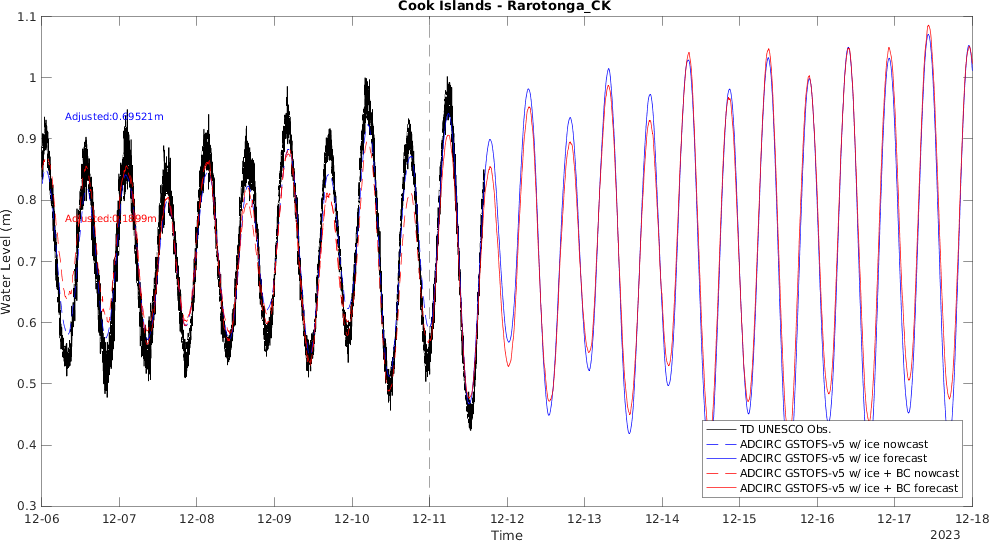 Cook Islands - Rarotonga_CK
1.1
1
0.9
0.8
0.7
0.6
0.5
0.4
0.3
Water Level (m)
Adjusted:0.69521m
Adjusted:0.1899m
TD UNESCO Obs.
ADCIRC GSTOFS-v5 w/ ice nowcast
ADCIRC GSTOFS-v5 w/ ice forecast
ADCIRC GSTOFS-v5 w/ ice + BC nowcast
ADCIRC GSTOFS-v5 w/ ice + BC forecast
12-06 12-07 12-08 12-09 12-10 12-11 12-12 12-13 12-14 12-15 12-16 12-17 12-18
Time
2023